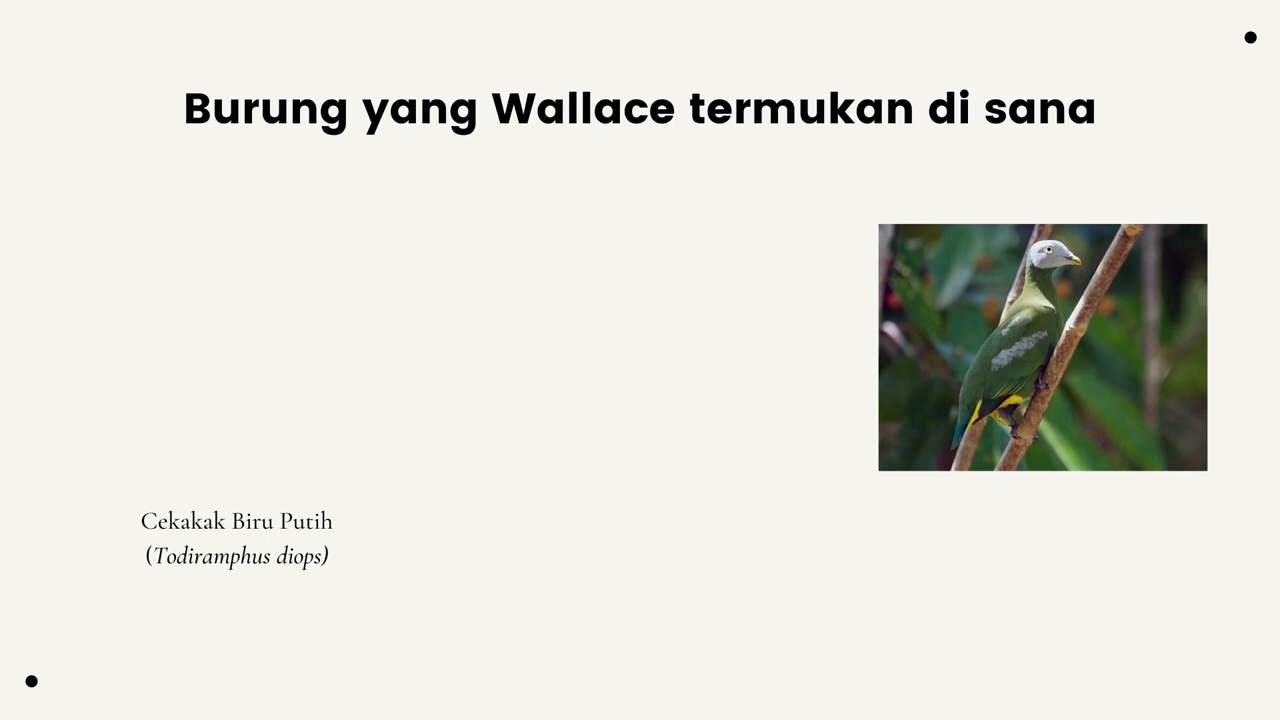 Burung yang Wallace termukan di sana
Cekakak Biru Putih
(Todiramphus diops)